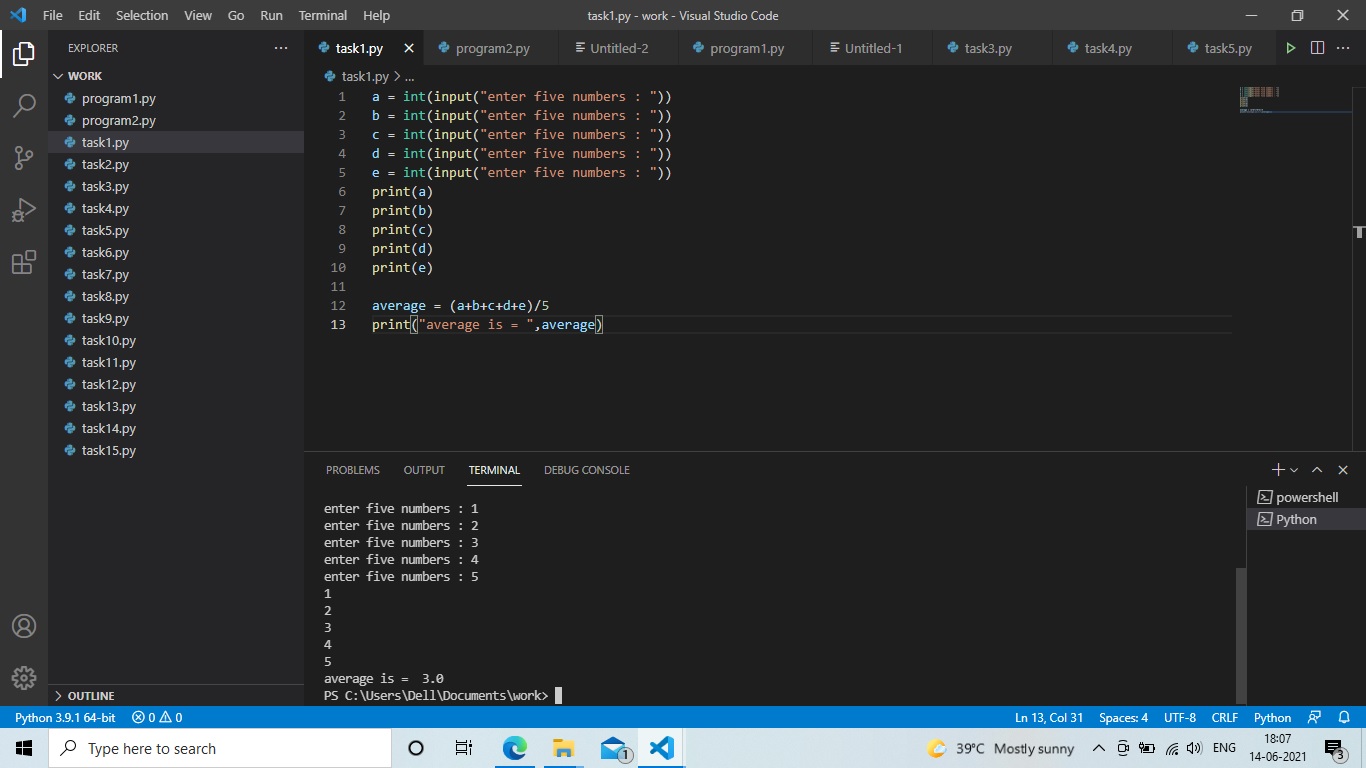 File Edit Selection View Go Run Terminal Help task1.py - work - Visual Studio Code
EXPLORER ···
WORK
program1.py
program2.py
task1.py
task2.py
task3.py
task4.py
task5.py
task6.py
task7.py
task8.py
task9.py
task10.py
task11.py
task12.py
task13.py
task14.py
task15.py
OUTLINE
task1.py program2.py Untitled-2 program1.py Untitled-1 task3.py task4.py task5.py ···
task1.py > ...
1 a = int(input("enter five numbers : "))
2 b = int(input("enter five numbers : "))
3 c = int(input("enter five numbers : "))
4 d = int(input("enter five numbers : "))
5 e = int(input("enter five numbers : "))
6 print(a)
7 print(b)
8 print(c)
9 print(d)
10 print(e)
11
12 average = (a+b+c+d+e)/5
13 print("average is = ",average)
PROBLEMS OUTPUT TERMINAL DEBUG CONSOLE
enter five numbers : 1
enter five numbers : 2
enter five numbers : 3
enter five numbers : 4
enter five numbers : 5
1
2
3
4
5
average is =  3.0
PS C:\Users\Dell\Documents\work>
powershell
Python
Python 3.9.1 64-bit 0 0 Ln 13, Col 31 Spaces: 4 UTF-8 CRLF Python
Type here to search 1 39°C Mostly sunny ENG 18:07
14-06-2021 3